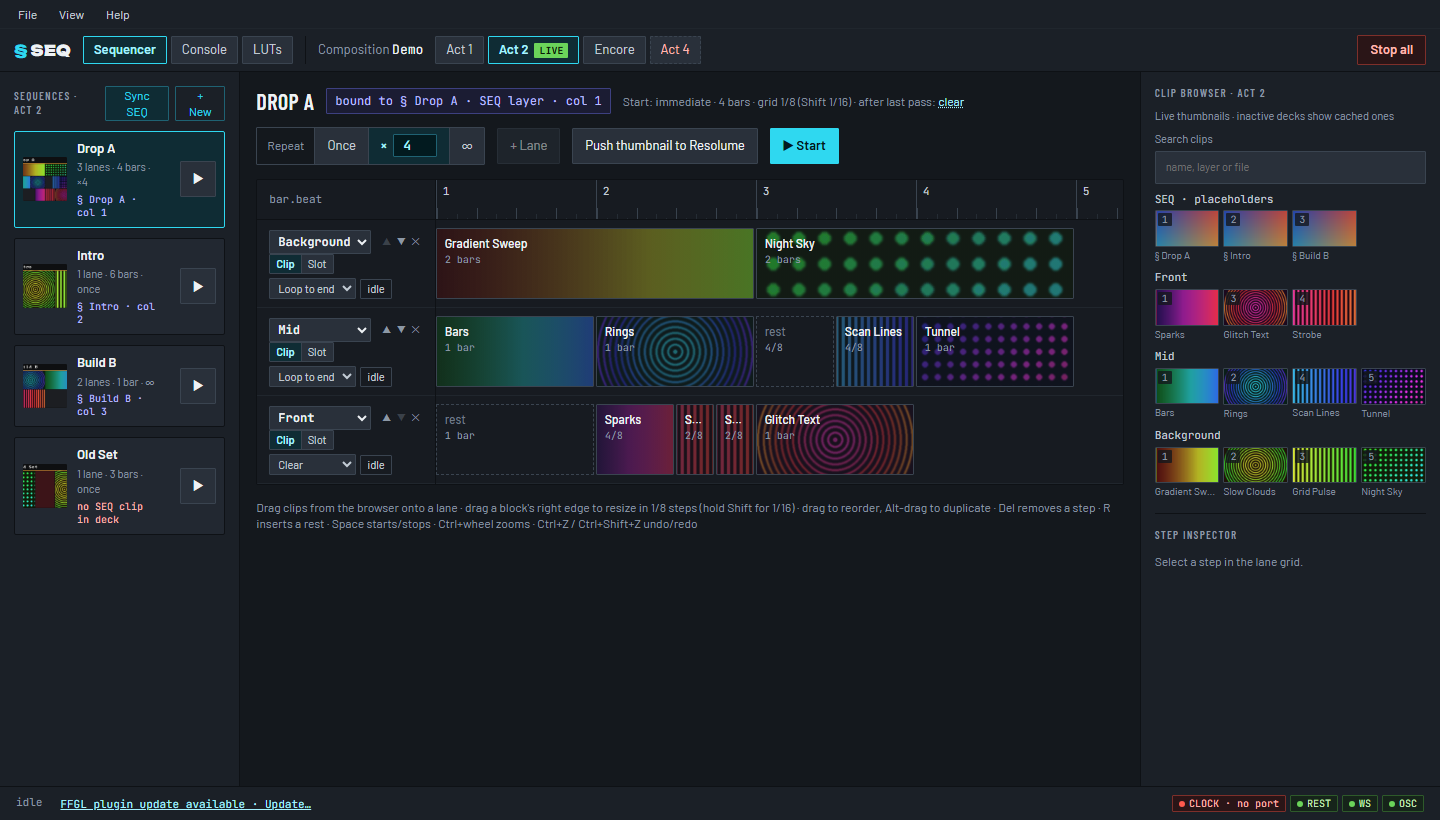 File View Help
§ SEQ Sequencer Console LUTs Composition Demo Act 1 Act 2 LIVE Encore Act 4 Stop all
SEQUENCES ·
ACT 2
Sync
SEQ
+
New
Drop A
3 lanes · 4 bars ·
×4
§ Drop A ·
col 1
Intro
1 lane · 6 bars ·
once
§ Intro · col
2
Build B
2 lanes · 1 bar · ∞
§ Build B ·
col 3
Old Set
1 lane · 3 bars ·
once
no SEQ clip
in deck
DROP A bound to § Drop A · SEQ layer · col 1 Start: immediate · 4 bars · grid 1/8 (Shift 1/16) · after last pass: clear
Repeat Once × 4 ∞ + Lane Push thumbnail to Resolume ▶ Start
bar.beat 1 2 3 4 5
Background ▲ ▼ ×
Clip Slot
Loop to end idle
Gradient Sweep
2 bars
Night Sky
2 bars
Mid ▲ ▼ ×
Clip Slot
Loop to end idle
Bars
1 bar
Rings
1 bar
rest
4/8
Scan Lines
4/8
Tunnel
1 bar
Front ▲ ▼ ×
Clip Slot
Clear idle
rest
1 bar
Sparks
4/8
S...
2/8
S...
2/8
Glitch Text
1 bar
Drag clips from the browser onto a lane · drag a block's right edge to resize in 1/8 steps (hold Shift for 1/16) · drag to reorder, Alt-drag to duplicate · Del removes a step · R
inserts a rest · Space starts/stops · Ctrl+wheel zooms · Ctrl+Z / Ctrl+Shift+Z undo/redo
CLIP BROWSER · ACT 2
Live thumbnails · inactive decks show cached ones
Search clips
name, layer or file
SEQ · placeholders
1 2 3
§ Drop A § Intro § Build B
Front
1 3 4
Sparks Glitch Text Strobe
Mid
1 2 4 5
Bars Rings Scan Lines Tunnel
Background
1 2 3 5
Gradient Sw... Slow Clouds Grid Pulse Night Sky
STEP INSPECTOR
Select a step in the lane grid.
idle FFGL plugin update available · Update…
CLOCK · no port REST WS OSC